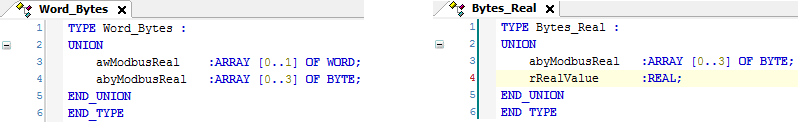 Word_Bytes
1 TYPE Word_Bytes :
2 UNION
3 awModbusReal :ARRAY [0..1] OF WORD;
4 abyModbusReal :ARRAY [0..3] OF BYTE;
5 END_UNION
6 END_TYPE
Bytes_Real
1 TYPE Bytes_Real :
2 UNION
3 abyModbusReal :ARRAY [0..3] OF BYTE;
4 rRealValue :REAL;
5 END_UNION
6 END_TYPE